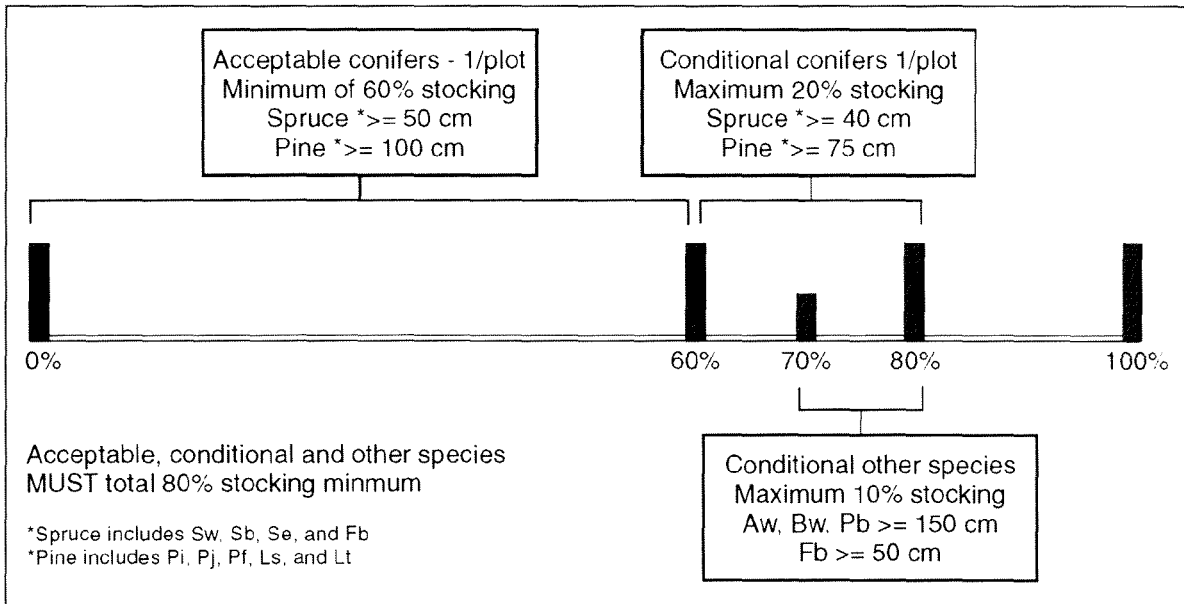 Acceptable conifers - 1/plot
Minimum of 60% stocking
Spruce *>= 50 cm
Pine *>= 100 cm
Conditional conifers 1/plot
Maximum 20% stocking
Spruce *>= 40 cm
Pine *>= 75 cm
0%
60%
70%
80%
100%
Acceptable, conditional and other species
MUST total 80% stocking minmum
*Spruce includes Sw, Sb, Se, and Fb
*Pine includes Pi, Pj, Pf, Ls, and Lt
Conditional other species
Maximum 10% stocking
Aw, Bw, Pb >= 150 cm
Fb >= 50 cm